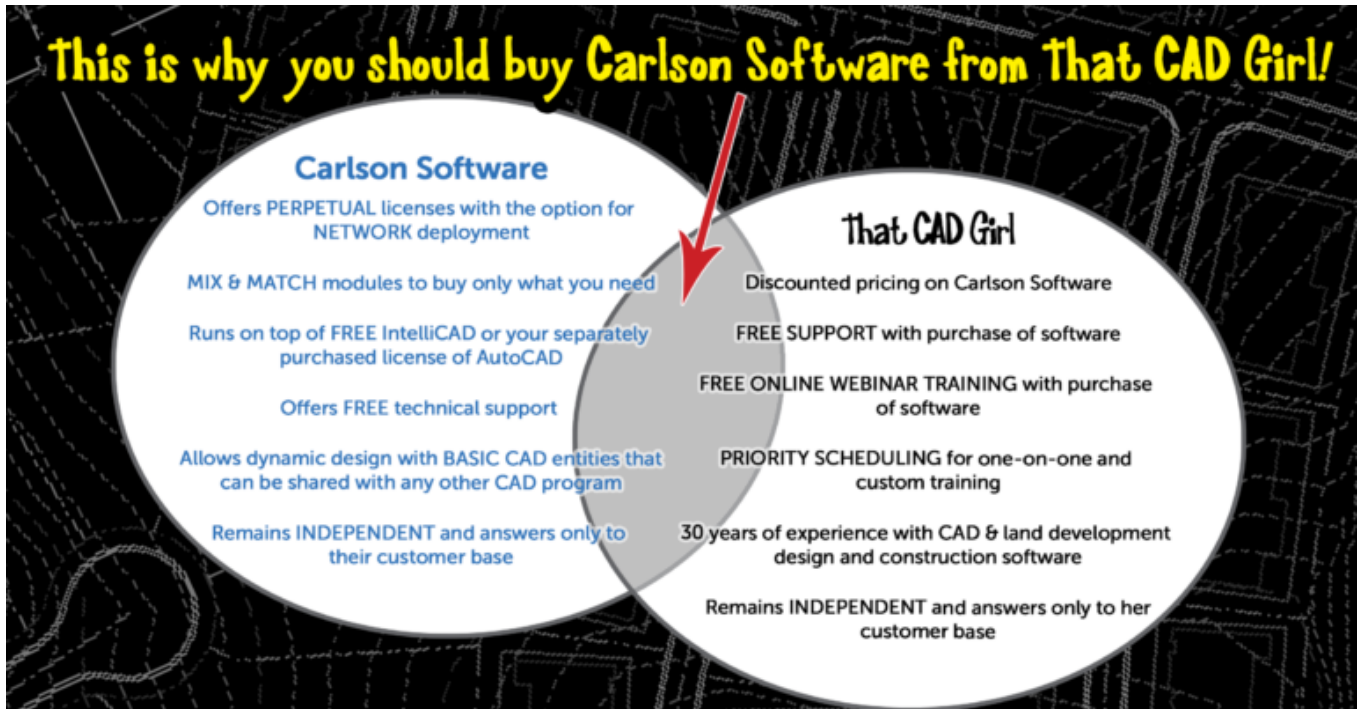 This is why you should buy Carlson Software from That CAD Girl!
Carlson Software
Offers PERPETUAL licenses with the option for
NETWORK deployment
MIX & MATCH modules to buy only what you need
Runs on top of FREE IntelliCAD or your separately
purchased license of AutoCAD
Offers FREE technical support
Allows dynamic design with BASIC CAD entities that
can be shared with any other CAD program
Remains INDEPENDENT and answers only to
their customer base
That CAD Girl
Discounted pricing on Carlson Software
FREE SUPPORT with purchase of software
FREE ONLINE WEBINAR TRAINING with purchase
of software
PRIORITY SCHEDULING for one-on-one and
custom training
30 years of experience with CAD & land development
design and construction software
Remains INDEPENDENT and answers only to her
customer base